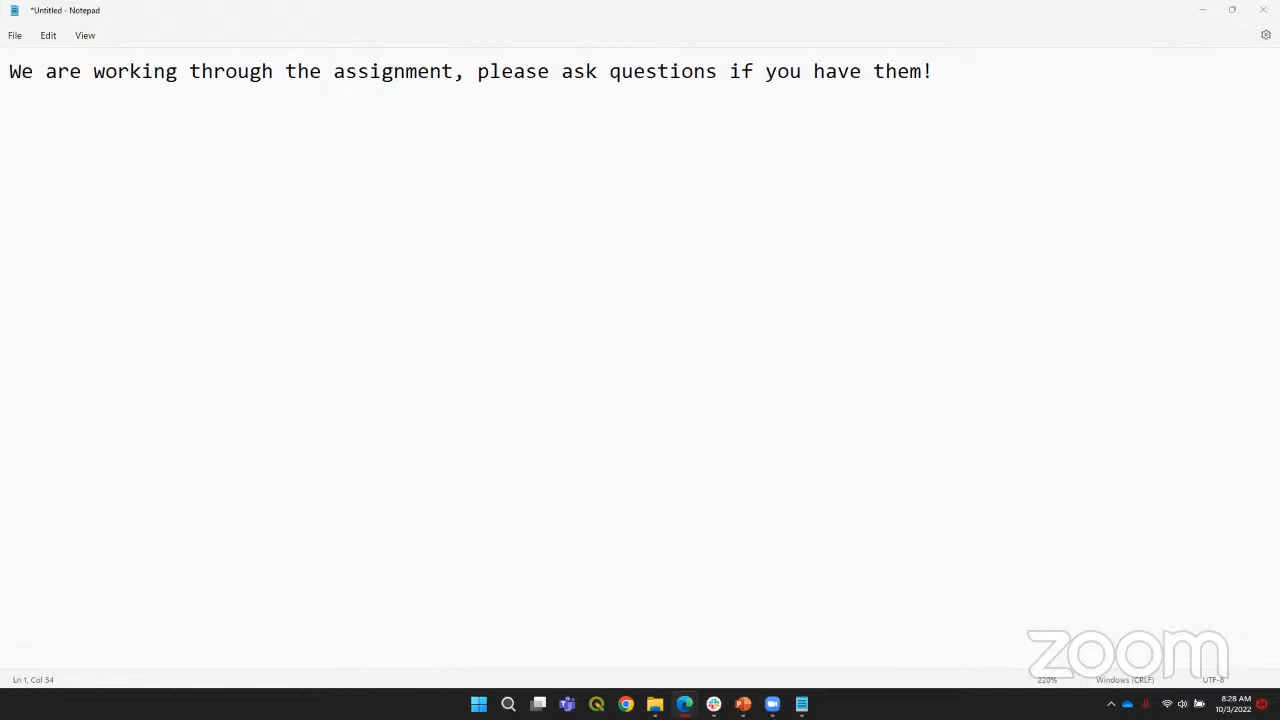 *Untitled - Notepad
File Edit View
We are working through the assignment, please ask questions if you have them!
zoom
Ln 1, Col 34 220% Windows (CRLF) UTF-8
8:28 AM
10/3/2022